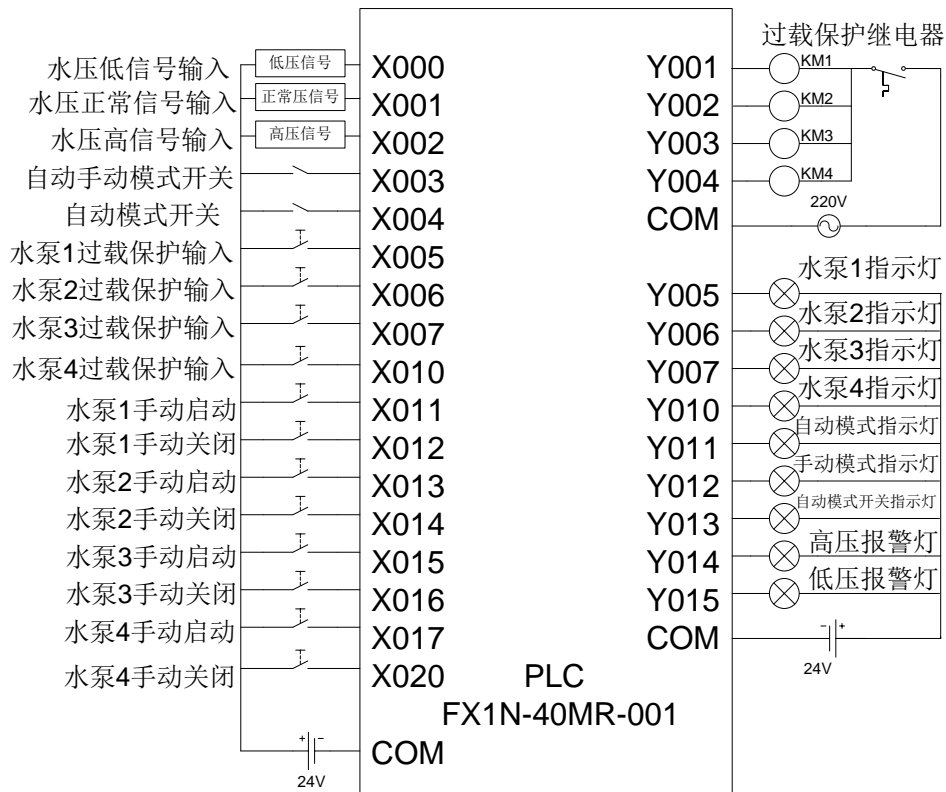 过载保护继电器
水压低信号输入 低压信号 X000 Y001 KM1
水压正常信号输入 正常压信号 X001 Y002 KM2
水压高信号输入 高压信号 X002 Y003 KM3
自动手动模式开关 X003 Y004 KM4
自动模式开关 X004 COM 220V
水泵1过载保护输入 X005
水泵1指示灯
水泵2过载保护输入 X006 Y005
水泵2指示灯
水泵3过载保护输入 X007 Y006
水泵3指示灯
水泵4过载保护输入 X010 Y007
水泵4指示灯
水泵1手动启动 X011 Y010
自动模式指示灯
水泵1手动关闭 X012 Y011
手动模式指示灯
水泵2手动启动 X013 Y012
自动模式开关指示灯
水泵2手动关闭 X014 Y013
高压报警灯
水泵3手动启动 X015 Y014
低压报警灯
水泵3手动关闭 X016 Y015
水泵4手动启动 X017 COM - +
24V
水泵4手动关闭 X020 PLC
FX1N-40MR-001
+ - COM
24V